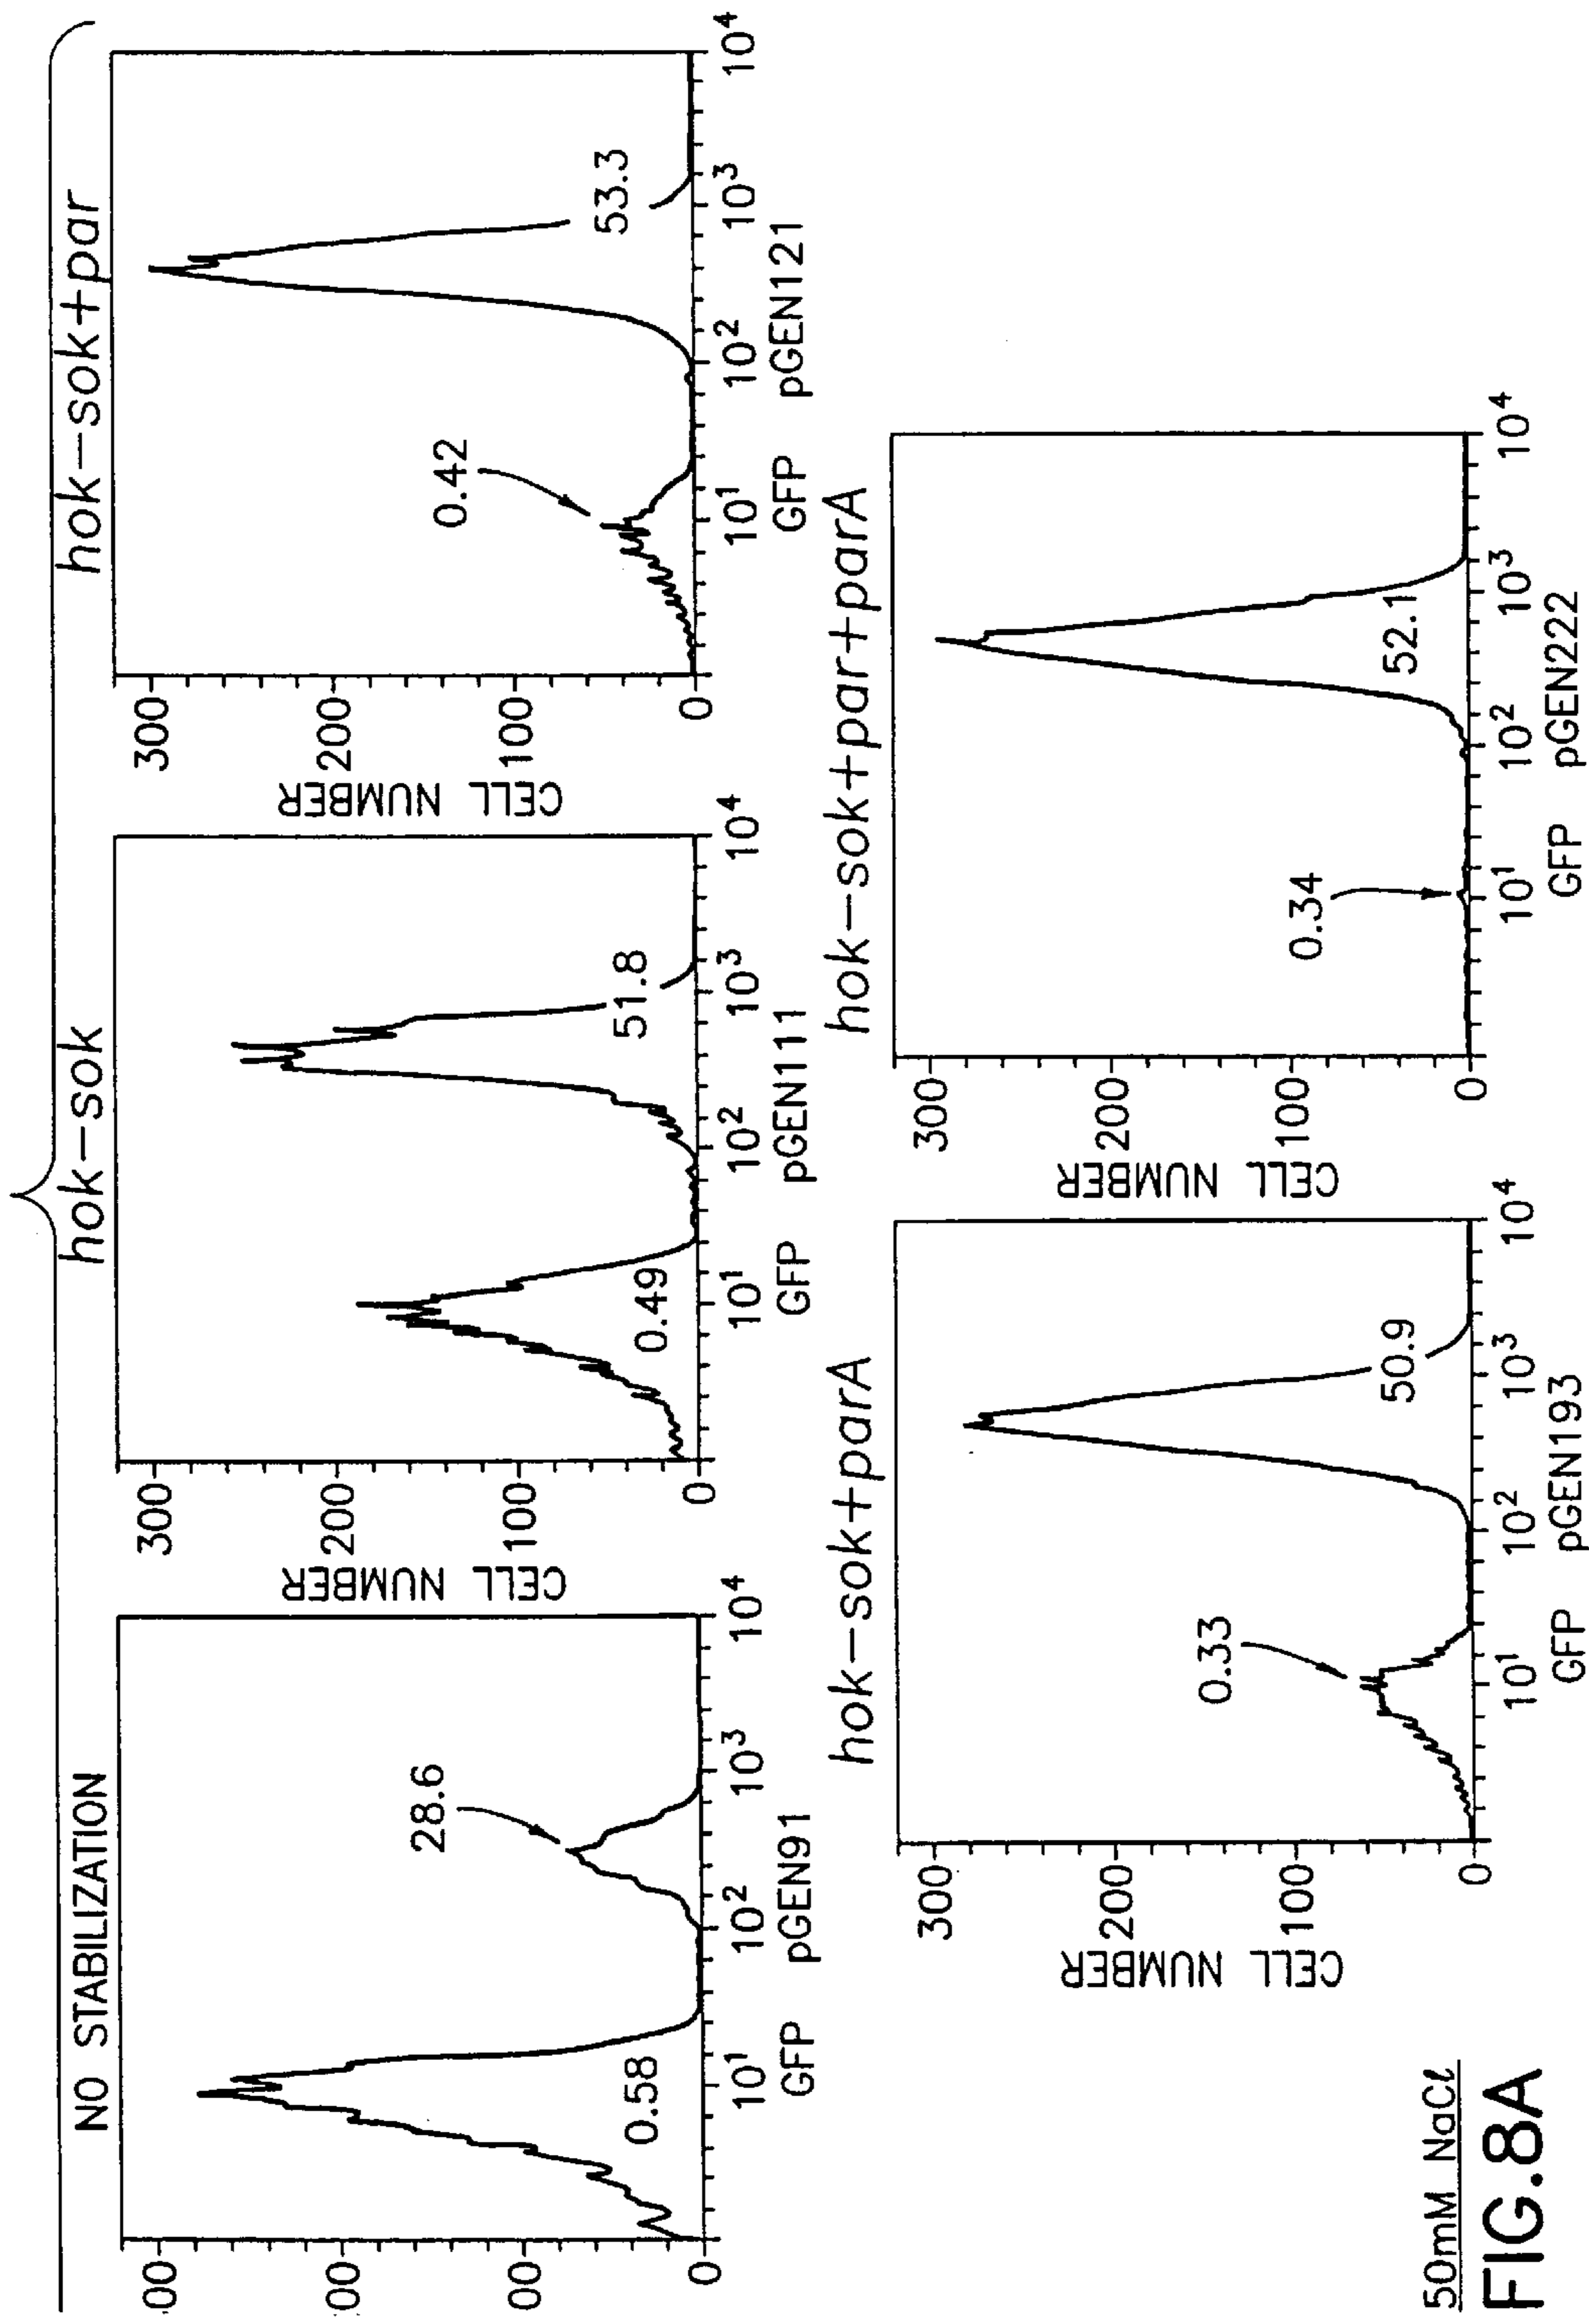 NO STABILIZATION
00
00
0
0.58
28.6
10¹ 10² 10³ 10⁴
GFP pGEN91
hok-sok
CELL NUMBER
300
200
100
0
0.49
51.8
10¹ 10² 10³ 10⁴
GFP pGEN111
hok-sok+par
CELL NUMBER
300
200
100
0
0.42
53.3
10¹ 10² 10³ 10⁴
GFP pGEN121
hok-sok+parA
CELL NUMBER
300
200
100
0
0.33
50.9
10¹ 10² 10³ 10⁴
GFP pGEN193
hok-sok+par+parA
CELL NUMBER
300
200
100
0
0.34
52.1
10¹ 10² 10³ 10⁴
GFP pGEN222
50mM NaCl
FIG.8A